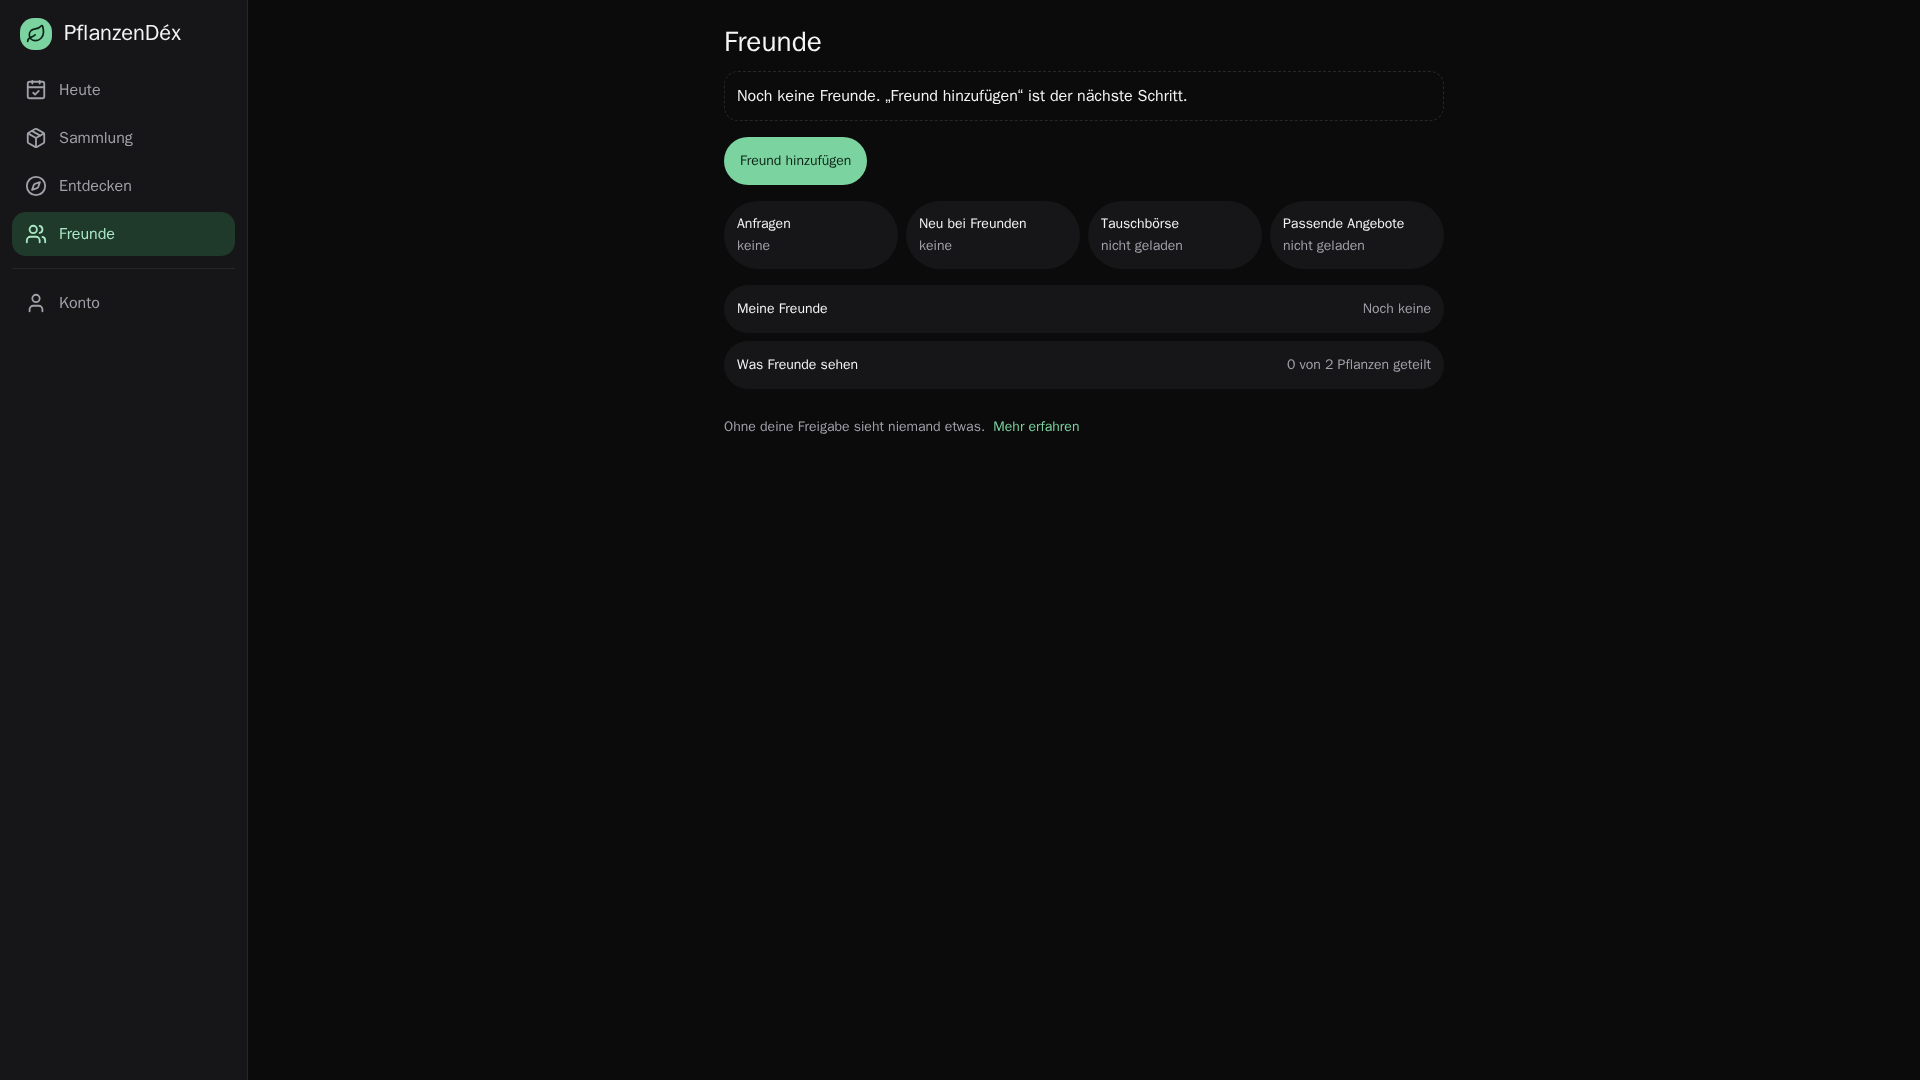 PflanzenDéx
Heute
Sammlung
Entdecken
Freunde
Konto
Freunde
Noch keine Freunde. „Freund hinzufügen“ ist der nächste Schritt.
Freund hinzufügen
Anfragen
keine
Neu bei Freunden
keine
Tauschbörse
nicht geladen
Passende Angebote
nicht geladen
Meine Freunde
Noch keine
Was Freunde sehen
0 von 2 Pflanzen geteilt
Ohne deine Freigabe sieht niemand etwas. Mehr erfahren